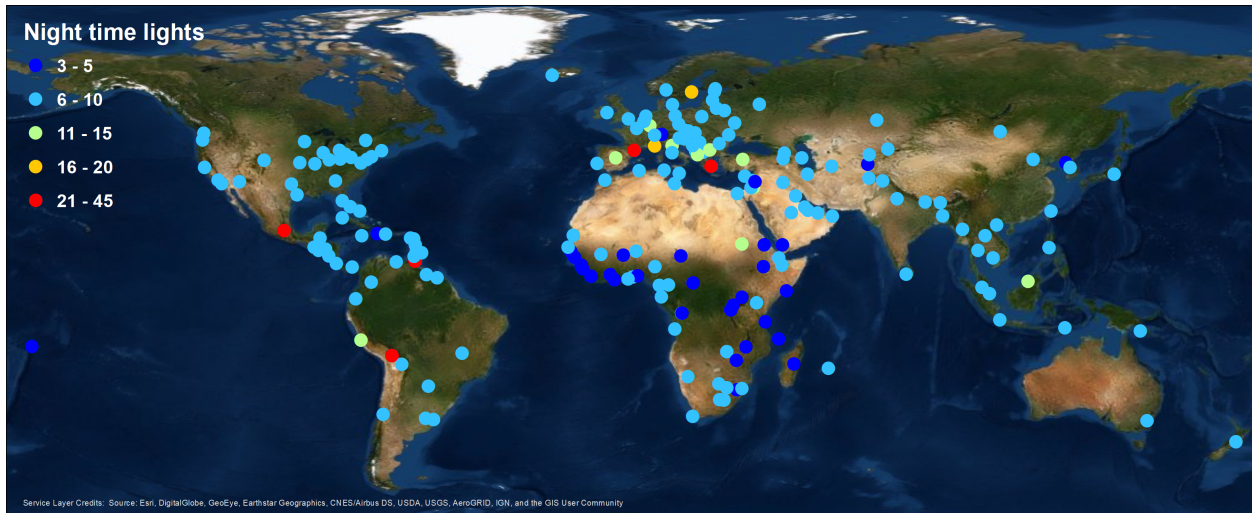 Night time lights
3 - 5
6 - 10
11 - 15
16 - 20
21 - 45
Service Layer Credits: Source: Esri, DigitalGlobe, GeoEye, Earthstar Geographics, CNES/Airbus DS, USDA, USGS, AeroGRID, IGN, and the GIS User Community